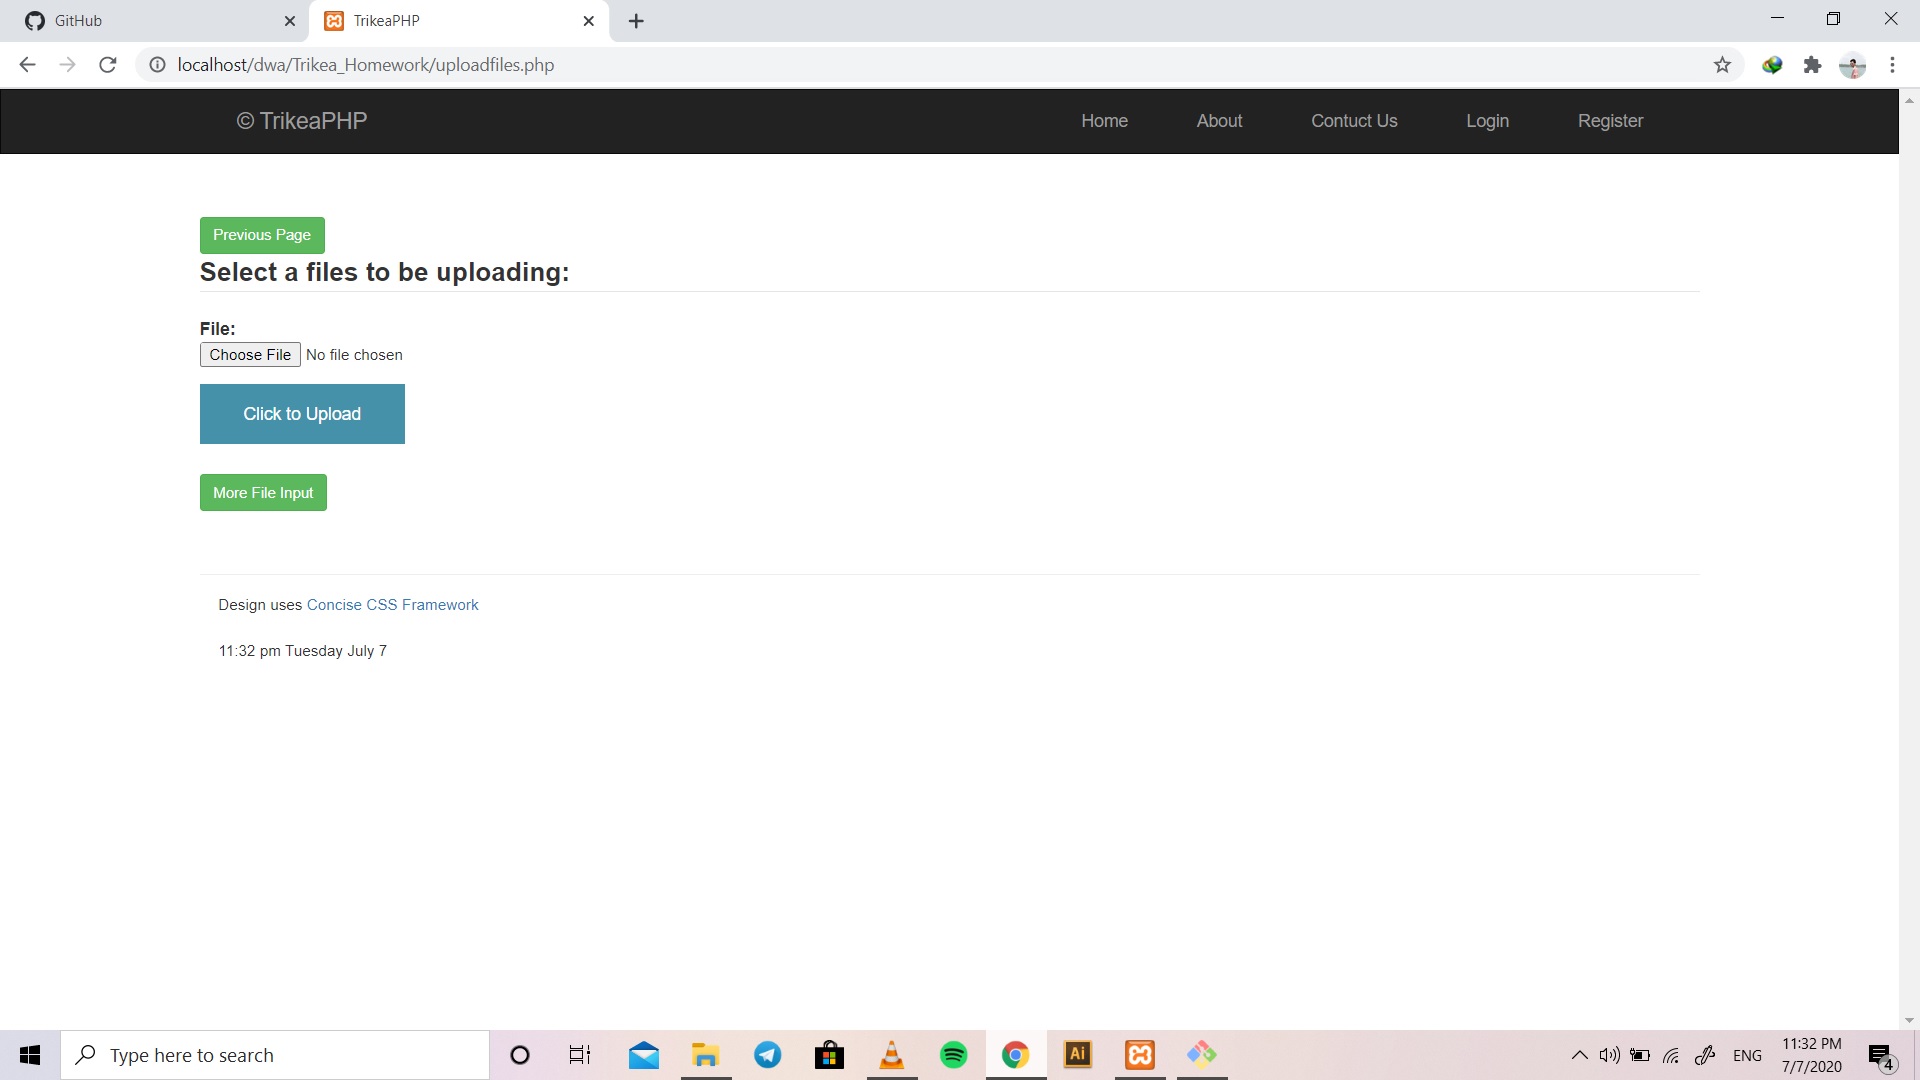 GitHub
TrikeaPHP
localhost/dwa/Trikea_Homework/uploadfiles.php
© TrikeaPHP
Home
About
Contuct Us
Login
Register
Previous Page
Select a files to be uploading:
File:
Choose File No file chosen
Click to Upload
More File Input
Design uses Concise CSS Framework
11:32 pm Tuesday July 7
Type here to search
Ai
ENG
11:32 PM
7/7/2020
4